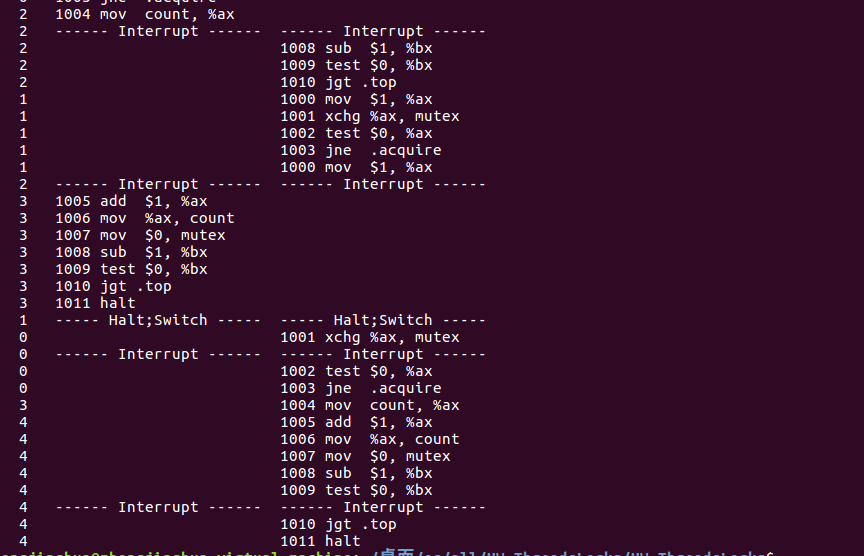 2   1004 mov  count, %ax
2   ------ Interrupt ------  ------ Interrupt ------
2                            1008 sub  $1, %bx
2                            1009 test $0, %bx
2                            1010 jgt .top
1                            1000 mov  $1, %ax
1                            1001 xchg %ax, mutex
1                            1002 test $0, %ax
1                            1003 jne  .acquire
1                            1000 mov  $1, %ax
2   ------ Interrupt ------  ------ Interrupt ------
3   1005 add  $1, %ax
3   1006 mov  %ax, count
3   1007 mov  $0, mutex
3   1008 sub  $1, %bx
3   1009 test $0, %bx
3   1010 jgt .top
3   1011 halt
1   ----- Halt;Switch -----  ----- Halt;Switch -----
0                            1001 xchg %ax, mutex
0   ------ Interrupt ------  ------ Interrupt ------
0                            1002 test $0, %ax
0                            1003 jne  .acquire
3                            1004 mov  count, %ax
4                            1005 add  $1, %ax
4                            1006 mov  %ax, count
4                            1007 mov  $0, mutex
4                            1008 sub  $1, %bx
4                            1009 test $0, %bx
4   ------ Interrupt ------  ------ Interrupt ------
4                            1010 jgt .top
4                            1011 halt